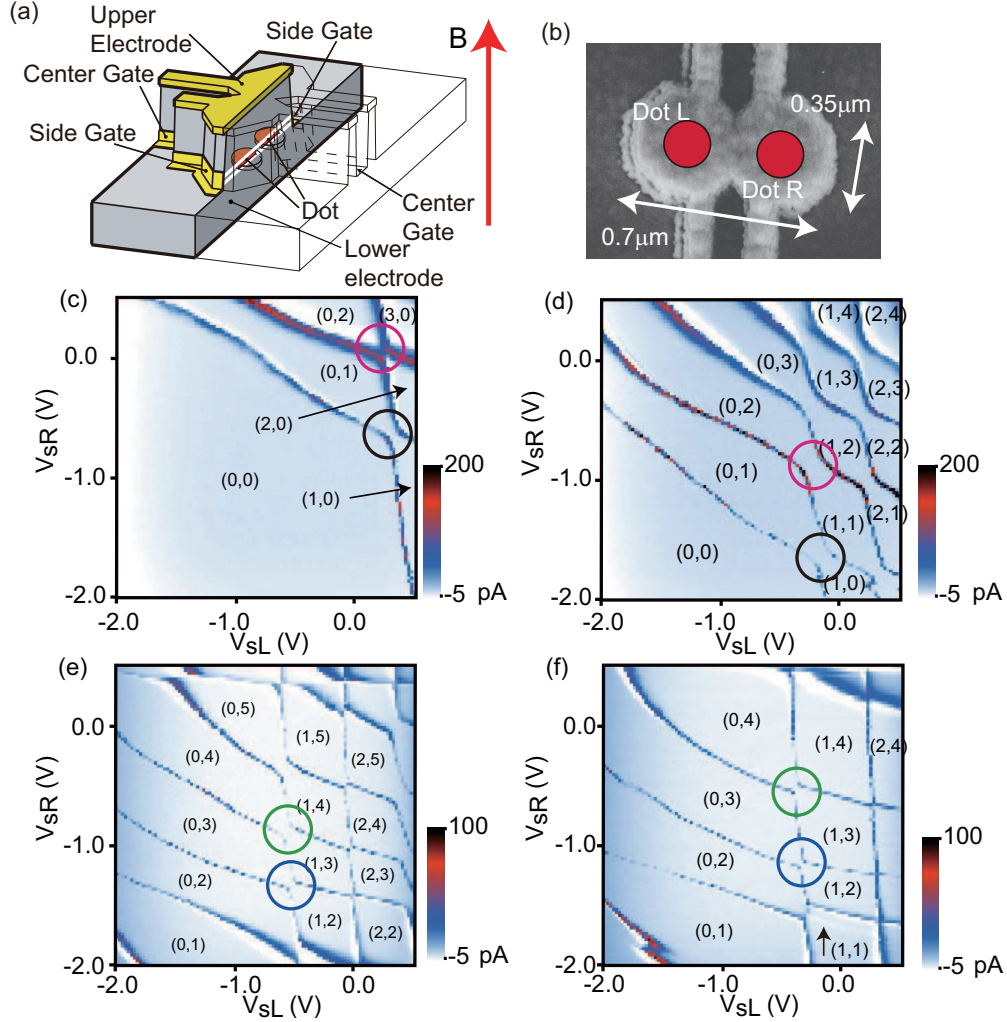 (a)
Upper
Electrode
Side Gate
Center Gate
Side Gate
B
Dot
Center
Gate
Lower
electrode
(b)
Dot L
Dot R
0.35μm
0.7μm
(c)
(0,2)
(3,0)
(0,1)
(2,0)
(0,0)
(1,0)
0.0
-1.0
-2.0
VsR (V)
-2.0
-1.0
0.0
VsL (V)
200
-5 pA
(d)
(1,4)
(2,4)
(0,3)
(1,3)
(2,3)
(0,2)
(1,2)
(2,2)
(0,1)
(1,1)
(2,1)
(0,0)
(1,0)
0.0
-1.0
-2.0
VsR (V)
-2.0
-1.0
0.0
VsL (V)
200
-5 pA
(e)
(0,5)
(1,5)
(0,4)
(2,5)
(1,4)
(0,3)
(2,4)
(1,3)
(0,2)
(2,3)
(1,2)
(0,1)
(2,2)
0.0
-1.0
-2.0
VsR (V)
-2.0
-1.0
0.0
VsL (V)
100
-5 pA
(f)
(0,4)
(1,4)
(2,4)
(0,3)
(1,3)
(0,2)
(1,2)
(0,1)
(1,1)
0.0
-1.0
-2.0
VsR (V)
-2.0
-1.0
0.0
VsL (V)
100
-5 pA